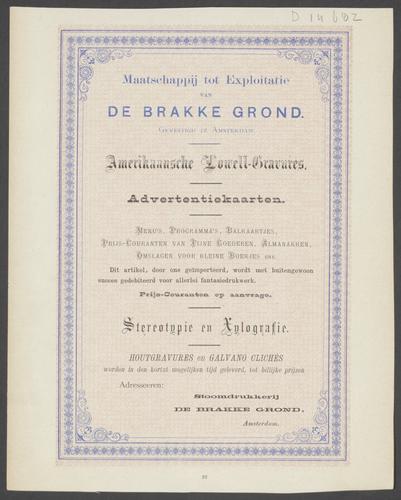 D 14602
Maatschappij tot Exploitatie
VAN
DE BRAKKE GROND.
GEVESTIGD TE AMSTERDAM.
Amerikaansche Lowell-Gravures,
Advertentiekaarten.
MENU'S, PROGRAMMA'S, BALKAARTJES,
PRIJS-COURANTEN VAN FIJNE GOEDEREN, ALMANAKKEN,
OMSLAGEN VOOR KLEINE BOEKJES ENZ.
Dit artikel, door ons geïmporteerd, wordt met buitengewoon
succes gedebiteerd voor allerlei fantasiedrukwerk.
Prijs-Couranten op aanvrage.
Stereotypie en Xylografie.
HOUTGRAVURES en GALVANO CLICHÉS
worden in den kortst mogelijken tijd geleverd, tot billijke prijzen
Adresseeren:
Stoomdrukkerij
DE BRAKKE GROND.
Amsterdam.